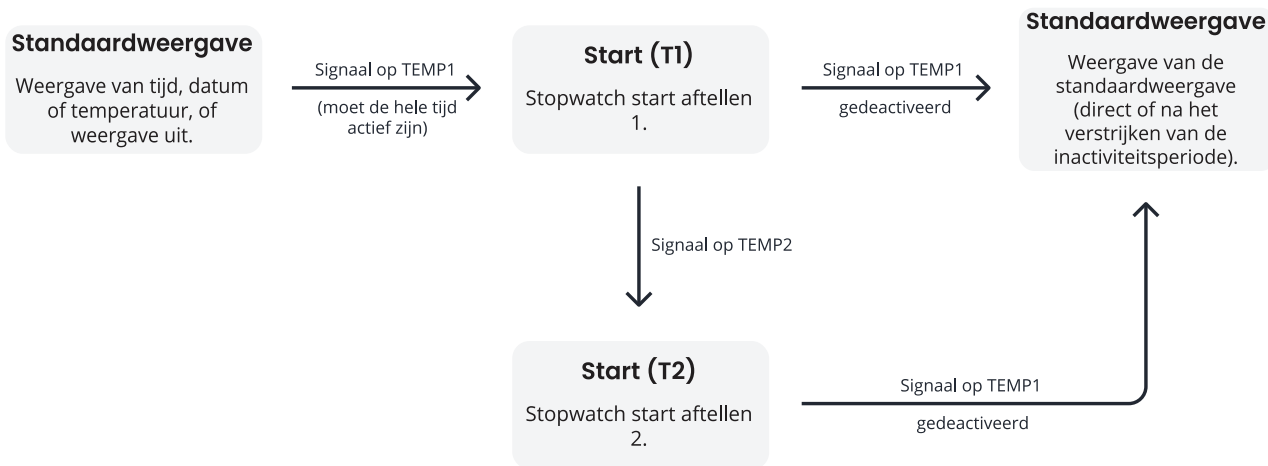 Standaardweergave
Weergave van tijd, datum
of temperatuur, of
weergave uit.
Signaal op TEMP1
(moet de hele tijd
actief zijn)
Start (T1)
Stopwatch start aftellen
1.
Signaal op TEMP1
gedeactiveerd
Standaardweergave
Weergave van de
standaardweergave
(direct of na het
verstrijken van de
inactiviteitsperiode).
Signaal op TEMP2
Start (T2)
Stopwatch start aftellen
2.
Signaal op TEMP1
gedeactiveerd